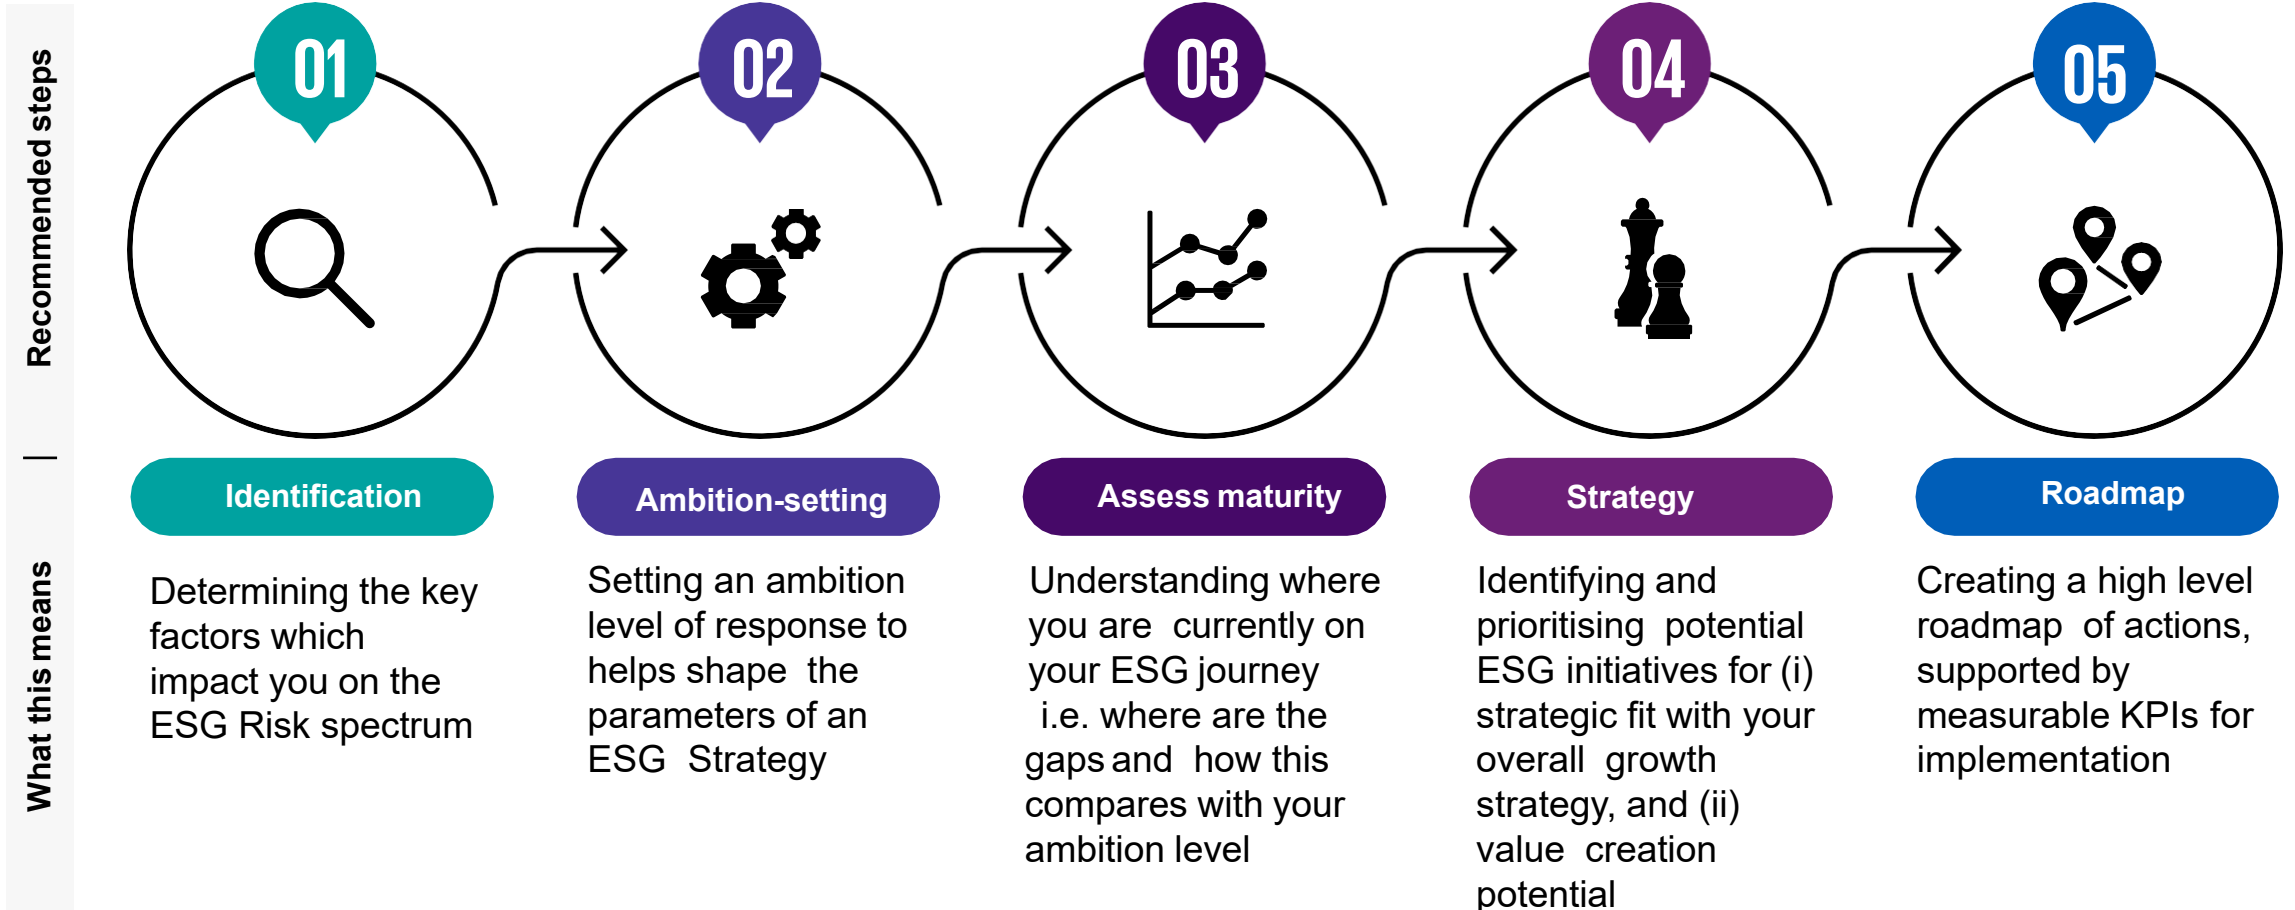 Recommended steps
01
02
03
04
05
Identification
Ambition-setting
Assess maturity
Strategy
Roadmap
What this means
Determining the key
factors which
impact you on the
ESG Risk spectrum
Setting an ambition
level of response to
helps shape the
parameters of an
ESG Strategy
Understanding where
you are currently on
your ESG journey
i.e. where are the
gaps and how this
compares with your
ambition level
Identifying and
prioritising potential
ESG initiatives for (i)
strategic fit with your
overall growth
strategy, and (ii)
value creation
potential
Creating a high level
roadmap of actions,
supported by
measurable KPIs for
implementation